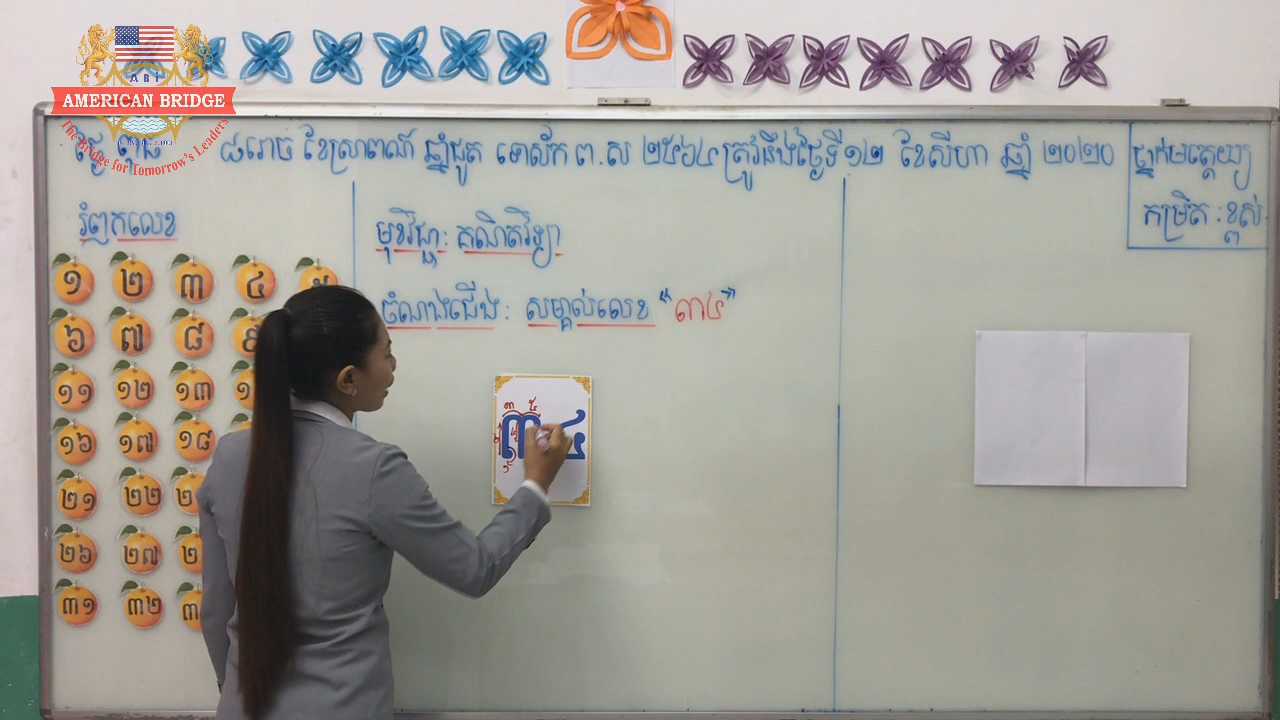 ABi
AMERICAN BRIDGE
The Bridge for Tomorrow's Leaders
៨រោច ខែស្រាពណ៍ ឆ្នាំជូត ទោស័ក ព.ស ២៥៦៤ ត្រូវនឹងថ្ងៃទី១២ ខែសីហា ឆ្នាំ ២០២០
ថ្នាក់មត្តេយ្យ
កម្រិត : ខ្ពស់
រំឭកលេខ
មុខវិជ្ជា : គណិតវិទ្យា
ចំណងជើង : សម្គាល់លេខ "៣៤"
១ ២ ៣ ៤ ៥
៦ ៧ ៨ ៩
១១ ១២ ១៣
១៦ ១៧ ១៨
២១ ២២
២៦ ២៧
៣១ ៣២
៣៤